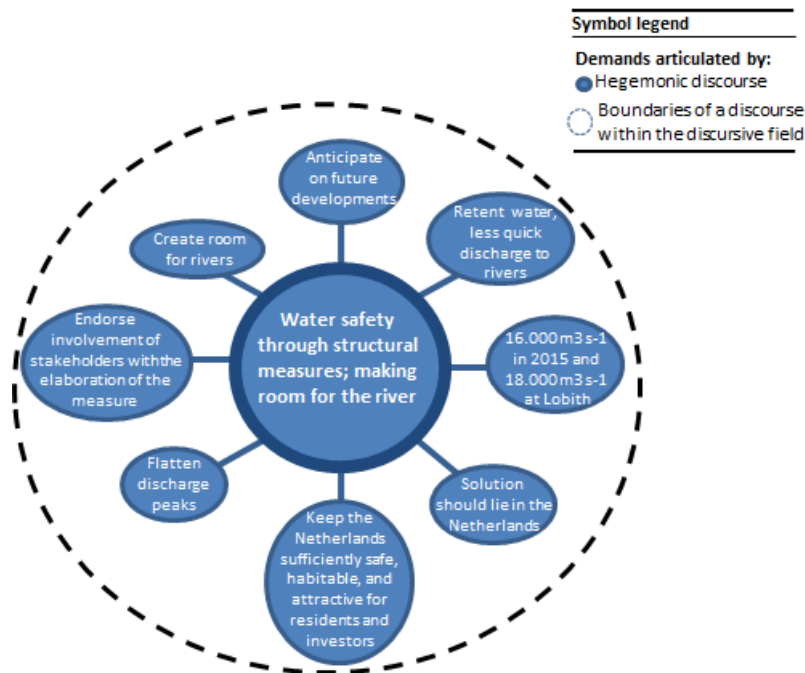 Symbol legend
Demands articulated by:
Hegemonic discourse
Boundaries of a discourse
within the discursive field
Anticipate
on future
developments
Retent water,
less quick
discharge to
rivers
Create room
for rivers
Water safety
through structural
measures; making
room for the river
Endorse
involvement of
stakeholders with the
elaboration of the
measure
16.000 m3 s-1
in 2015 and
18.000 m3 s-1
at Lobith
Flatten
discharge
peaks
Solution
should lie in the
Netherlands
Keep the
Netherlands
sufficiently safe,
habitable, and
attractive for
residents and
investors